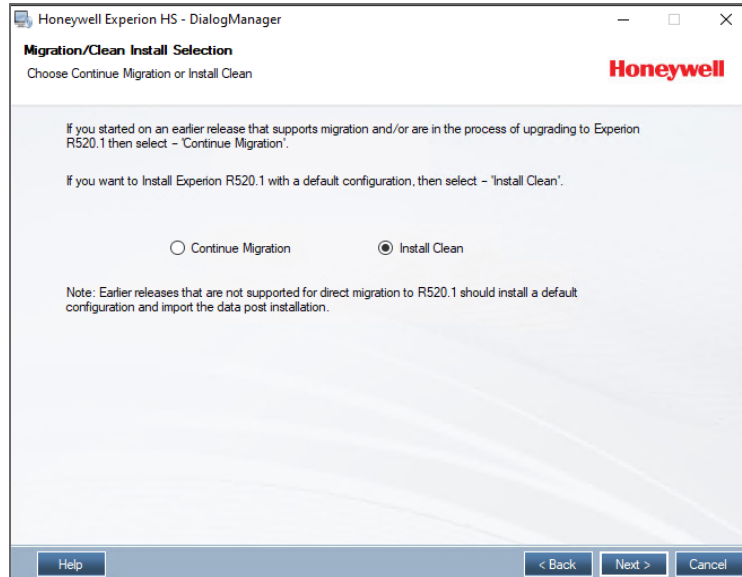 Honeywell Experion HS - DialogManager
Migration/Clean Install Selection
Choose Continue Migration or Install Clean
Honeywell
If you started on an earlier release that supports migration and/or are in the process of upgrading to Experion
R520.1 then select – 'Continue Migration'.
If you want to Install Experion R520.1 with a default configuration, then select – 'Install Clean'.
Continue Migration
Install Clean
Note: Earlier releases that are not supported for direct migration to R520.1 should install a default
configuration and import the data post installation.
Help
< Back
Next >
Cancel